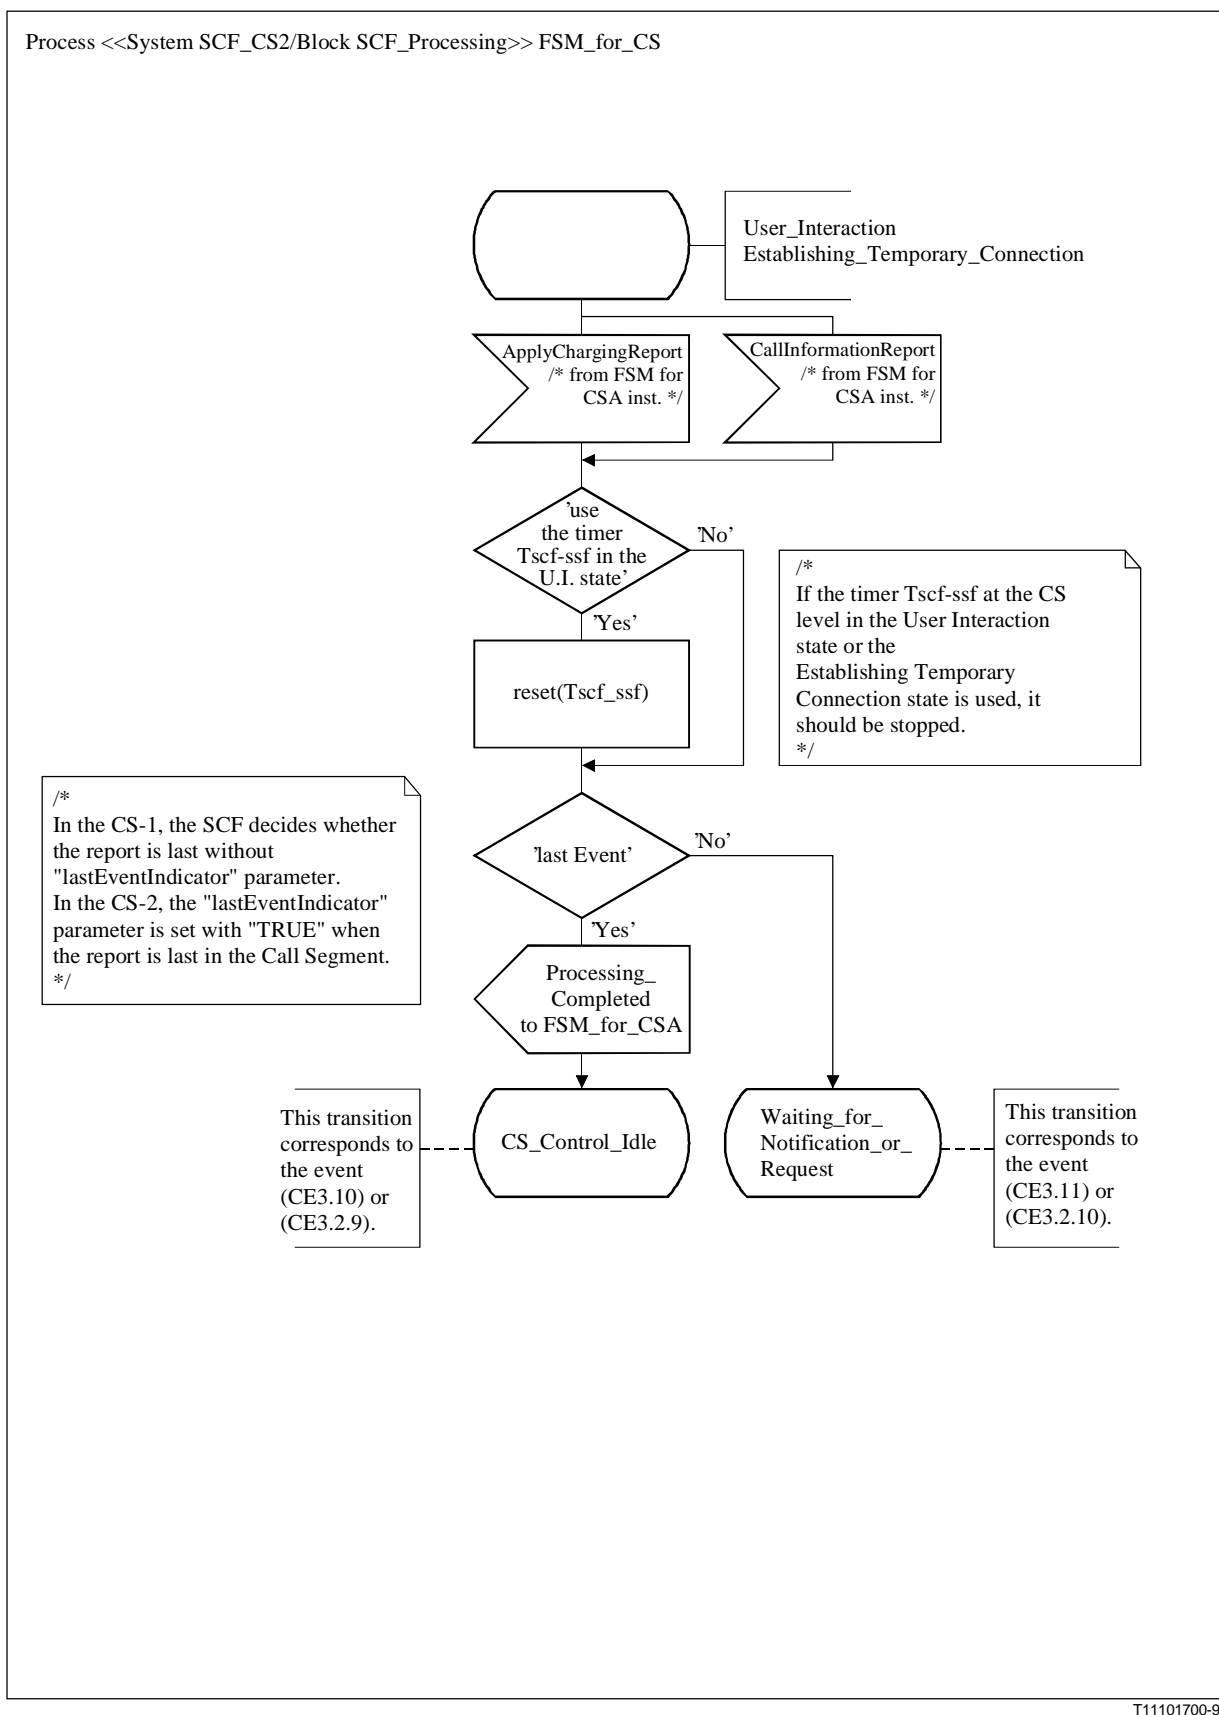 Process <<System SCF_CS2/Block SCF_Processing>> FSM_for_CS
User_Interaction
Establishing_Temporary_Connection
ApplyChargingReport
/* from FSM for
CSA inst. */
CallInformationReport
/* from FSM for
CSA inst. */
'use
the timer
Tscf-ssf in the
U.I. state'
'No'
'Yes'
/*
If the timer Tscf-ssf at the CS
level in the User Interaction
state or the
Establishing Temporary
Connection state is used, it
should be stopped.
*/
reset(Tscf_ssf)
/*
In the CS-1, the SCF decides whether
the report is last without
"lastEventIndicator" parameter.
In the CS-2, the "lastEventIndicator"
parameter is set with "TRUE" when
the report is last in the Call Segment.
*/
'last Event'
'No'
'Yes'
Processing_
Completed
to FSM_for_CSA
This transition
corresponds to
the event
(CE3.10) or
(CE3.2.9).
CS_Control_Idle
Waiting_for_
Notification_or_
Request
This transition
corresponds to
the event
(CE3.11) or
(CE3.2.10).
T11101700-9